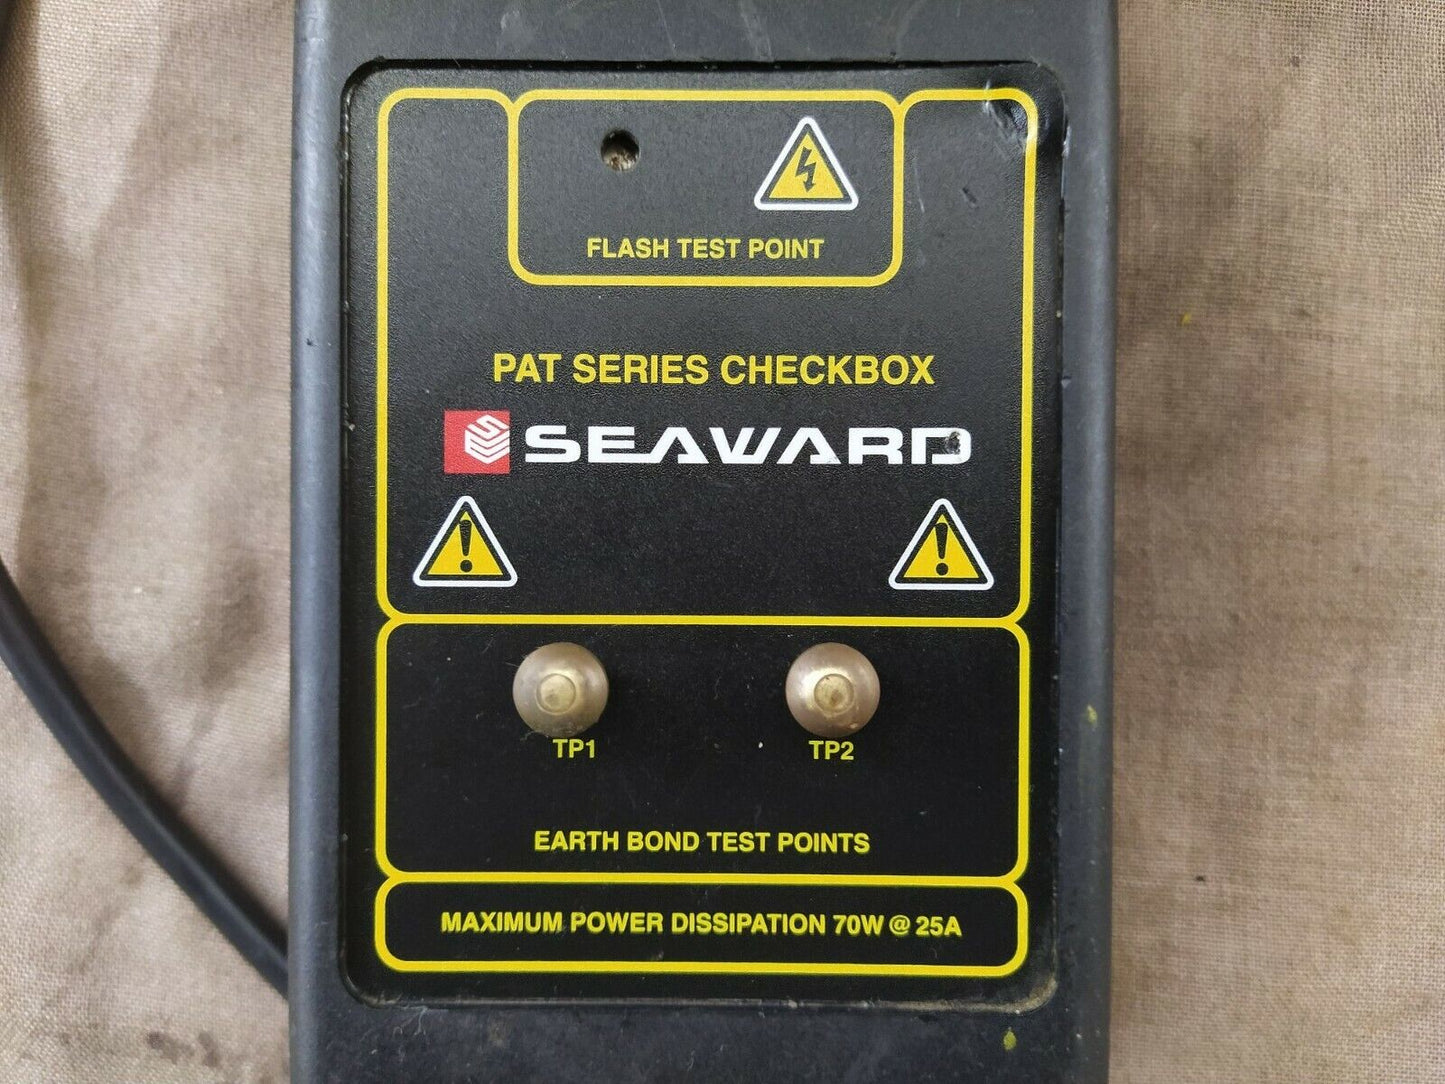 FLASH TEST POINT
PAT SERIES CHECKBOX
SEAWARD
TP1 TP2
EARTH BOND TEST POINTS
MAXIMUM POWER DISSIPATION 70W @ 25A